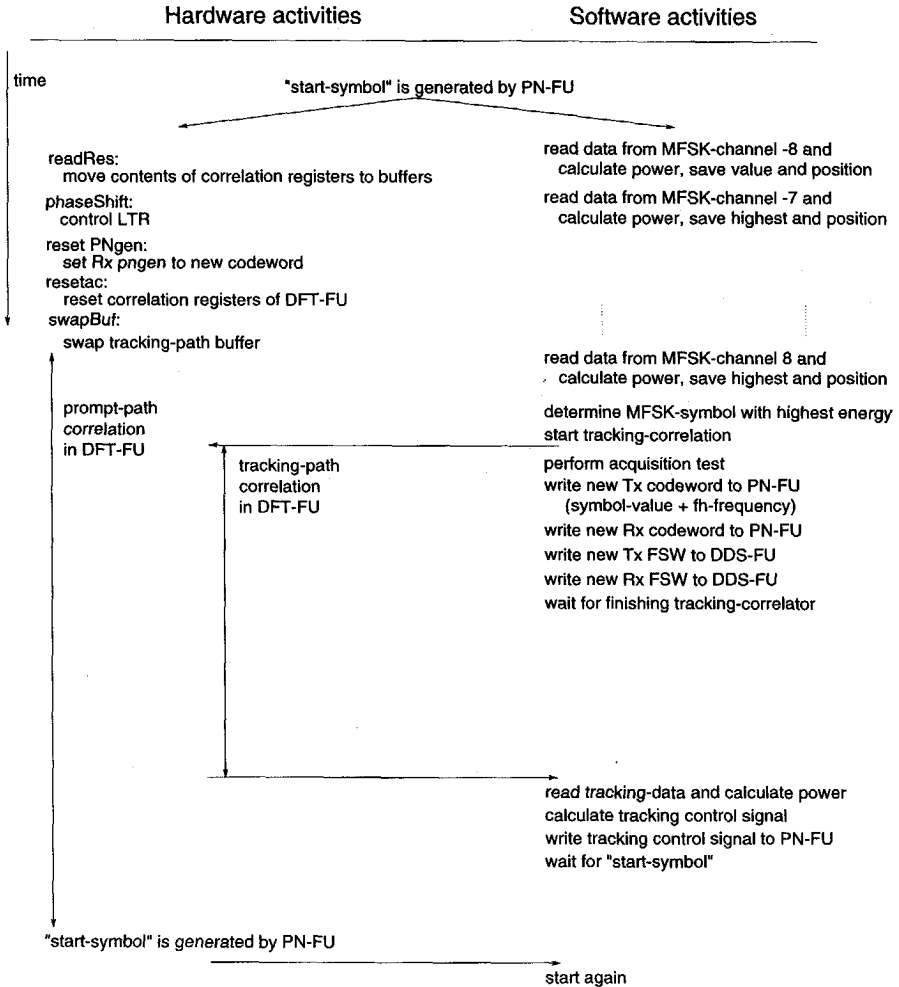 Hardware activities
Software activities
time
"start-symbol" is generated by PN-FU
readRes:
move contents of correlation registers to buffers
phaseShift:
control LTR
reset PNgen:
set Rx pngen to new codeword
resetac:
reset correlation registers of DFT-FU
swapBuf:
swap tracking-path buffer
read data from MFSK-channel -8 and
calculate power, save value and position
read data from MFSK-channel -7 and
calculate power, save highest and position
read data from MFSK-channel 8 and
calculate power, save highest and position
determine MFSK-symbol with highest energy
start tracking-correlation
prompt-path
correlation
in DFT-FU
tracking-path
correlation
in DFT-FU
perform acquisition test
write new Tx codeword to PN-FU
(symbol-value + fh-frequency)
write new Rx codeword to PN-FU
write new Tx FSW to DDS-FU
write new Rx FSW to DDS-FU
wait for finishing tracking-correlator
read tracking-data and calculate power
calculate tracking control signal
write tracking control signal to PN-FU
wait for "start-symbol"
"start-symbol" is generated by PN-FU
start again